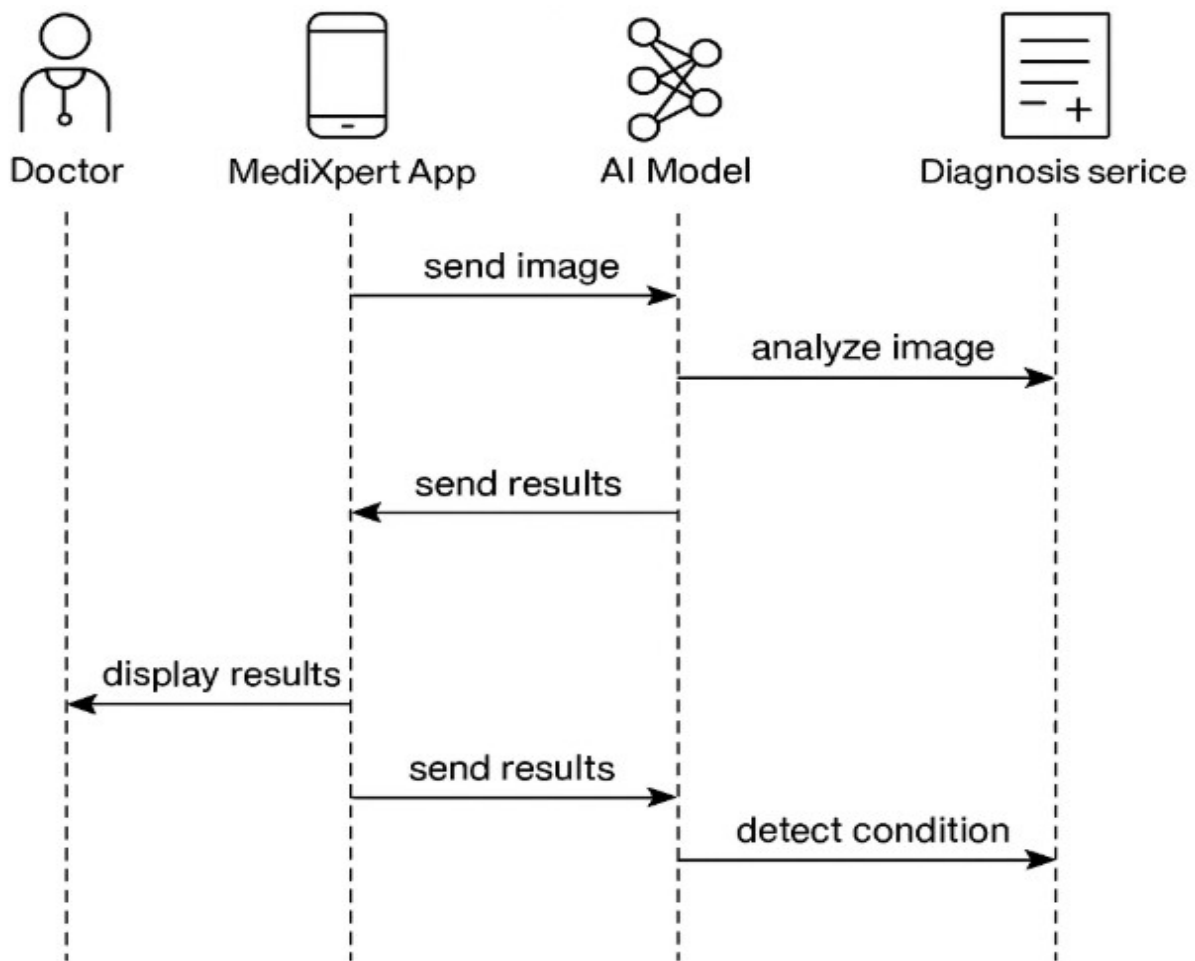 Doctor
MediXpert App
AI Model
Diagnosis serice
send image
analyze image
send results
display results
send results
detect condition